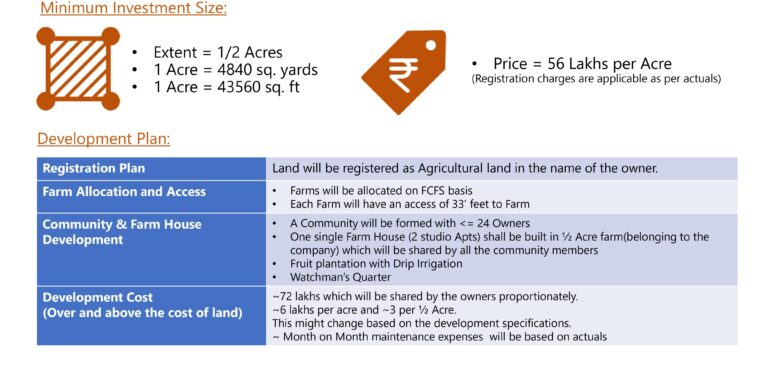 Minimum Investment Size:
• Extent = 1/2 Acres
• 1 Acre = 4840 sq. yards
• 1 Acre = 43560 sq. ft
₹
• Price = 56 Lakhs per Acre
(Registration charges are applicable as per actuals)
Development Plan:
Registration Plan
Land will be registered as Agricultural land in the name of the owner.
Farm Allocation and Access
• Farms will be allocated on FCFS basis
• Each Farm will have an access of 33' feet to Farm
Community & Farm House
Development
• A Community will be formed with <= 24 Owners
• One single Farm House (2 studio Apts) shall be built in ½ Acre farm(belonging to the
company) which will be shared by all the community members
• Fruit plantation with Drip Irrigation
• Watchman's Quarter
Development Cost
(Over and above the cost of land)
~72 lakhs which will be shared by the owners proportionately.
~6 lakhs per acre and ~3 per ½ Acre.
This might change based on the development specifications.
~ Month on Month maintenance expenses will be based on actuals